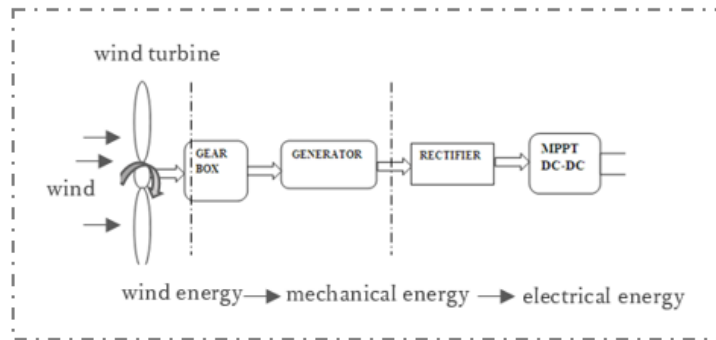 wind turbine
GEAR
BOX
GENERATOR
RECTIFIER
MPPT
DC-DC
wind
wind energy → mechanical energy → electrical energy